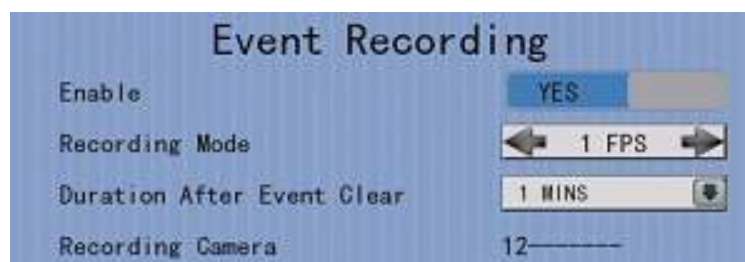 Event Recording
Enable YES
Recording Mode 1 FPS
Duration After Event Clear 1 MINS
Recording Camera 12-------